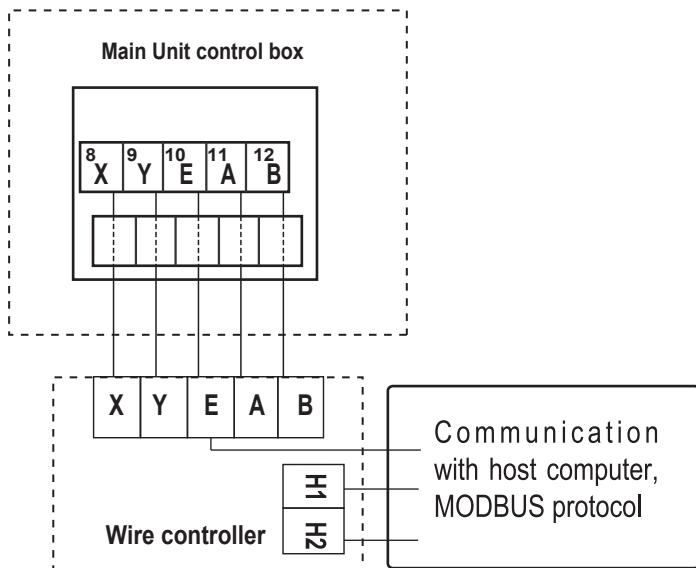 Main Unit control box
8 X 9 Y 10 E 11 A 12 B
X Y E A B
Communication
with host computer,
MODBUS protocol
H1
H2
Wire controller